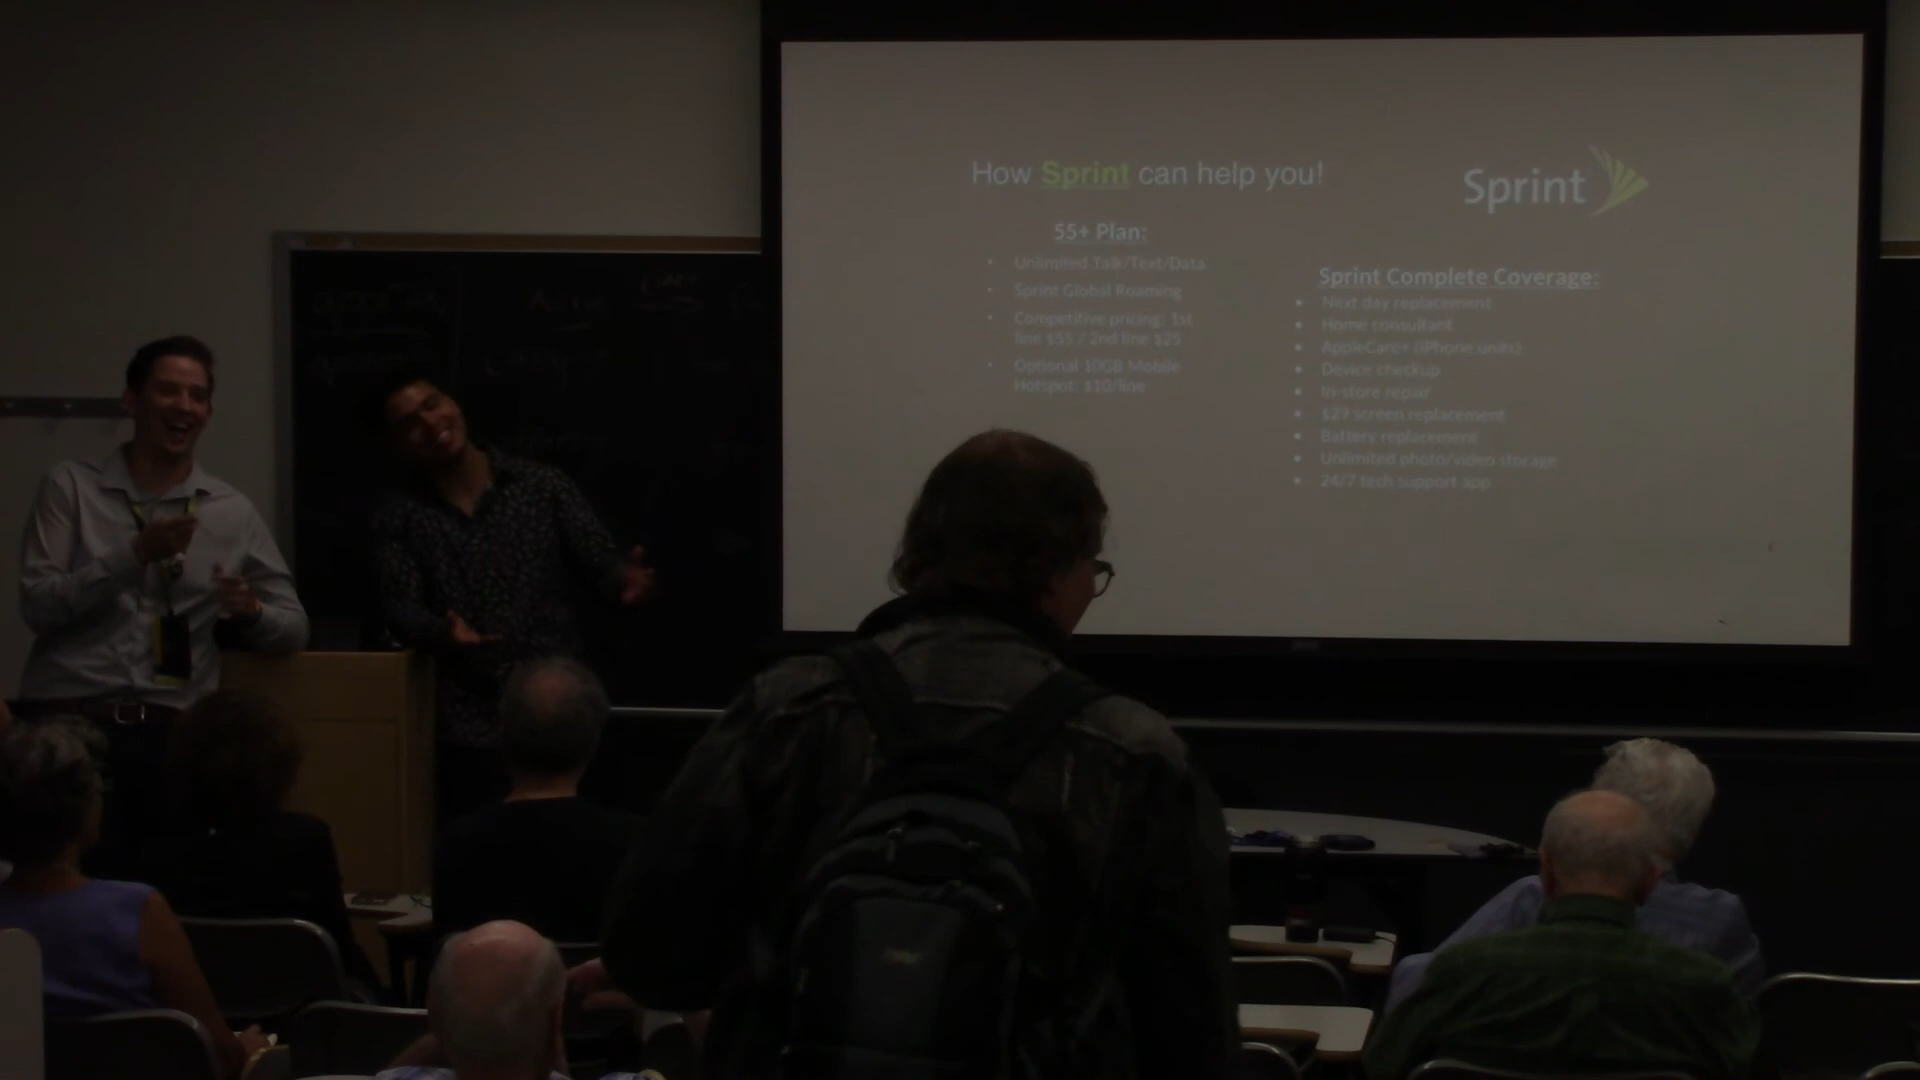 How Sprint can help you!
Sprint
55+ Plan:
• Unlimited Talk/Text/Data
• Sprint Global Roaming
• Competitive pricing: 1st
line $55 / 2nd line $25
• Optional 10GB Mobile
Hotspot: $10/line
Sprint Complete Coverage:
• Next day replacement
• Home consultant
• AppleCare+ (iPhone units)
• Device checkup
• In-store repair
• $29 screen replacement
• Battery replacement
• Unlimited photo/video storage
• 24/7 tech support app